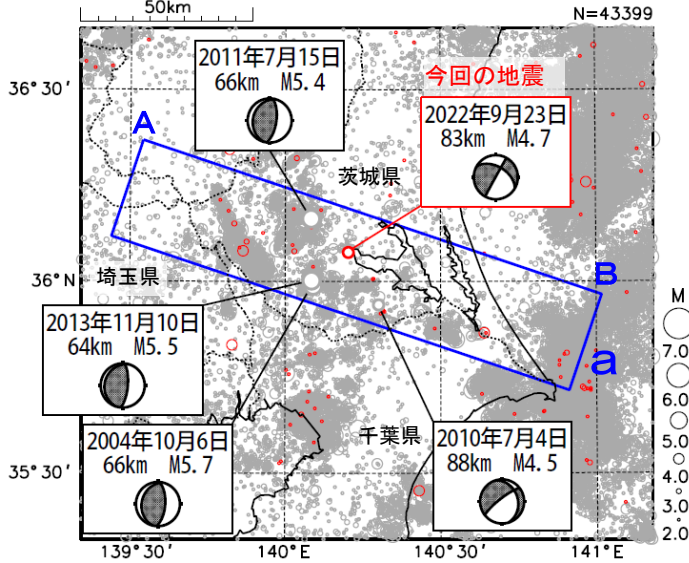 50km
N=43399
36°30′
2011年7月15日
66km M5.4
今回の地震
2022年9月23日
83km M4.7
A
茨城県
36°N
埼玉県
B
a
M
7.0
6.0
5.0
4.0
3.0
2.0
2013年11月10日
64km M5.5
2004年10月6日
66km M5.7
千葉県
2010年7月4日
88km M4.5
35°30′
139°30′
140°E
140°30′
141°E